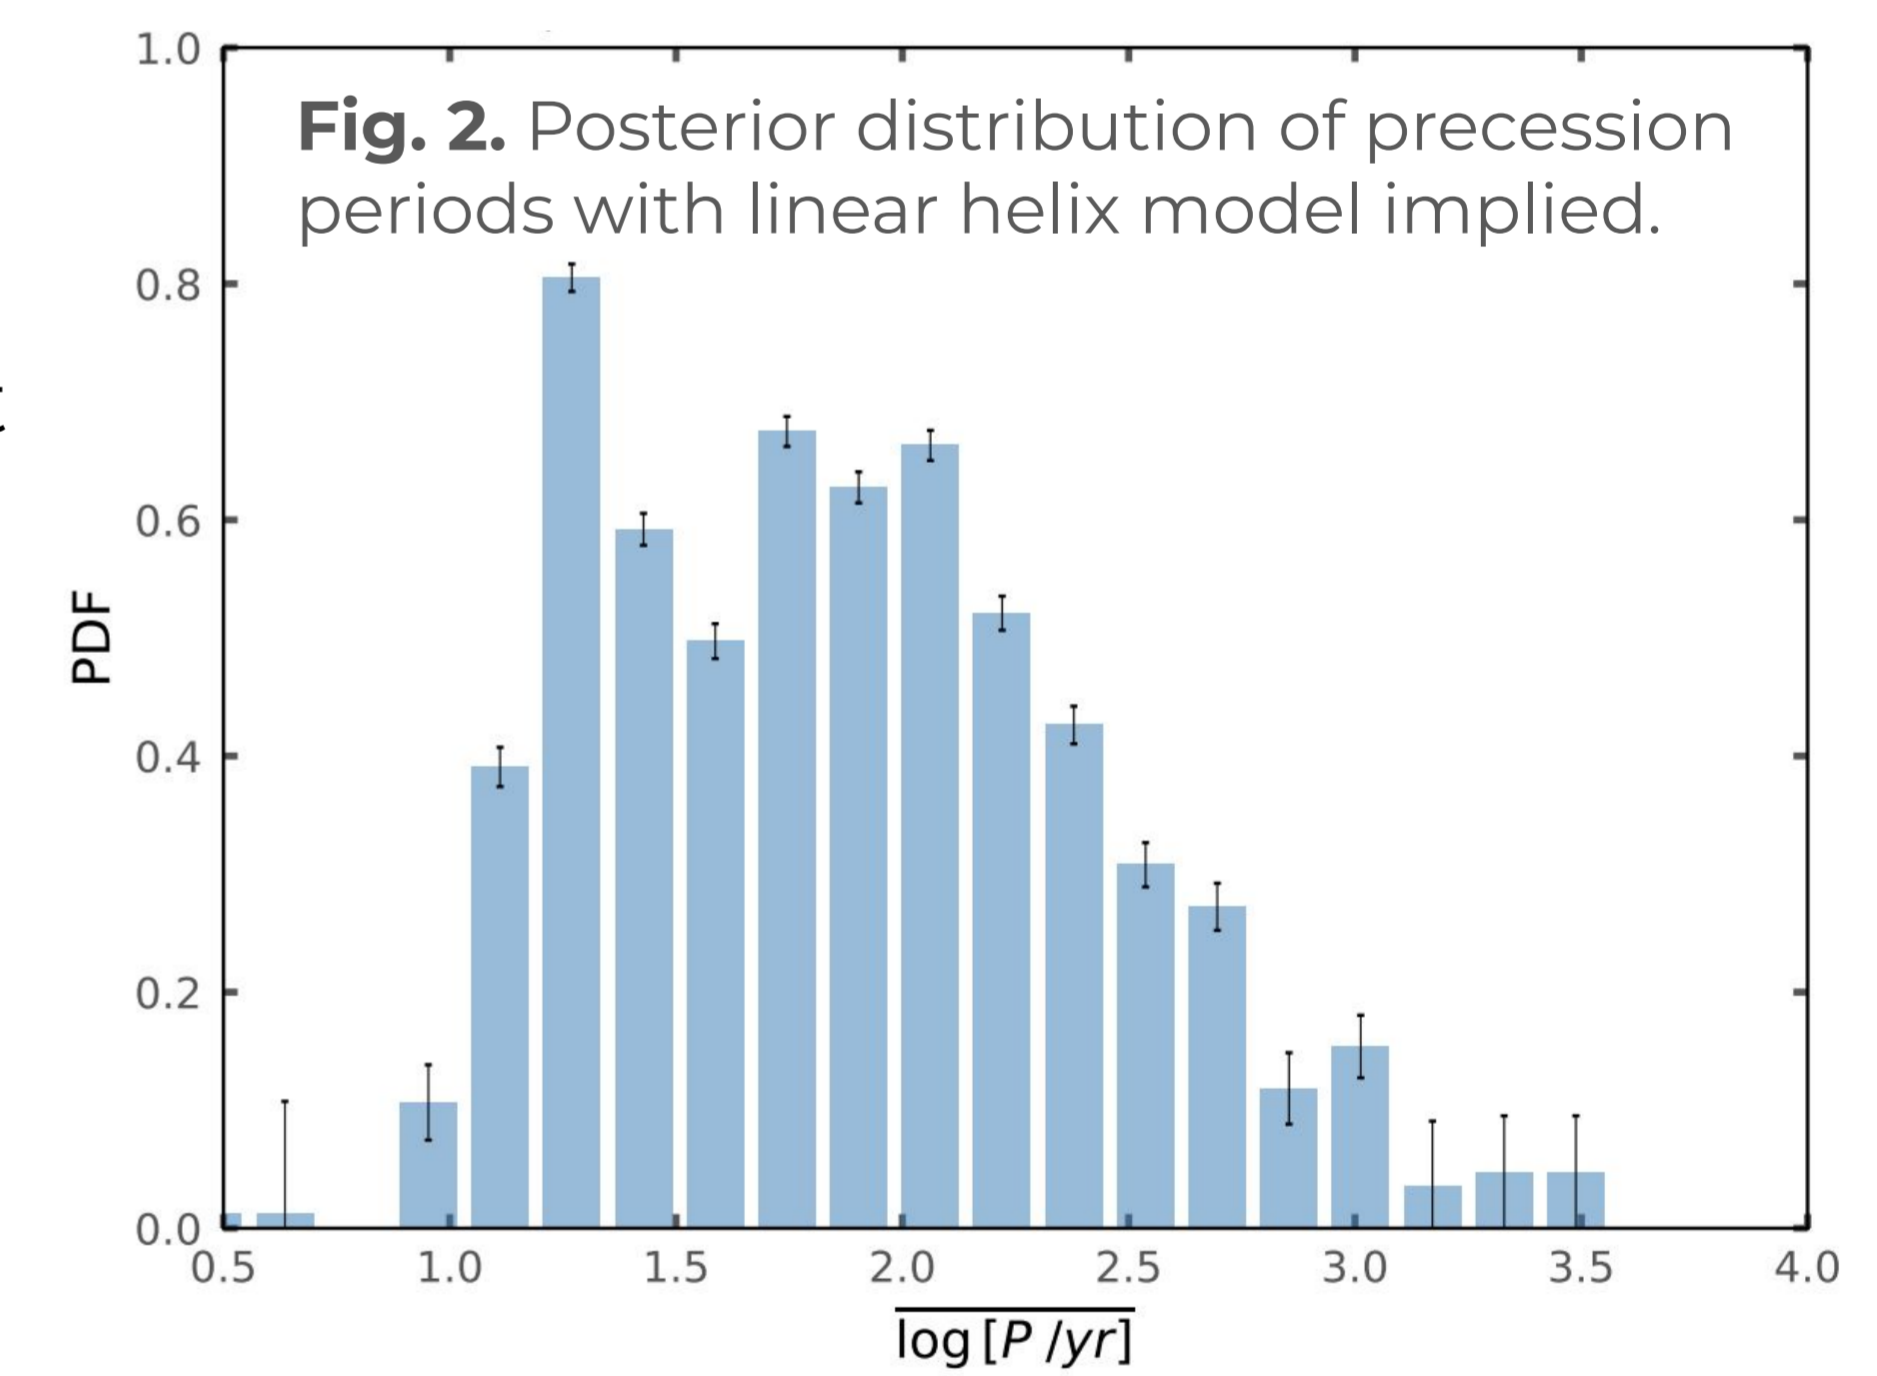 1.0
Fig. 2. Posterior distribution of precession
periods with linear helix model implied.
0.8
0.6
PDF
0.4
0.2
0.0
0.5 1.0 1.5 2.0 2.5 3.0 3.5 4.0
log [P /yr]